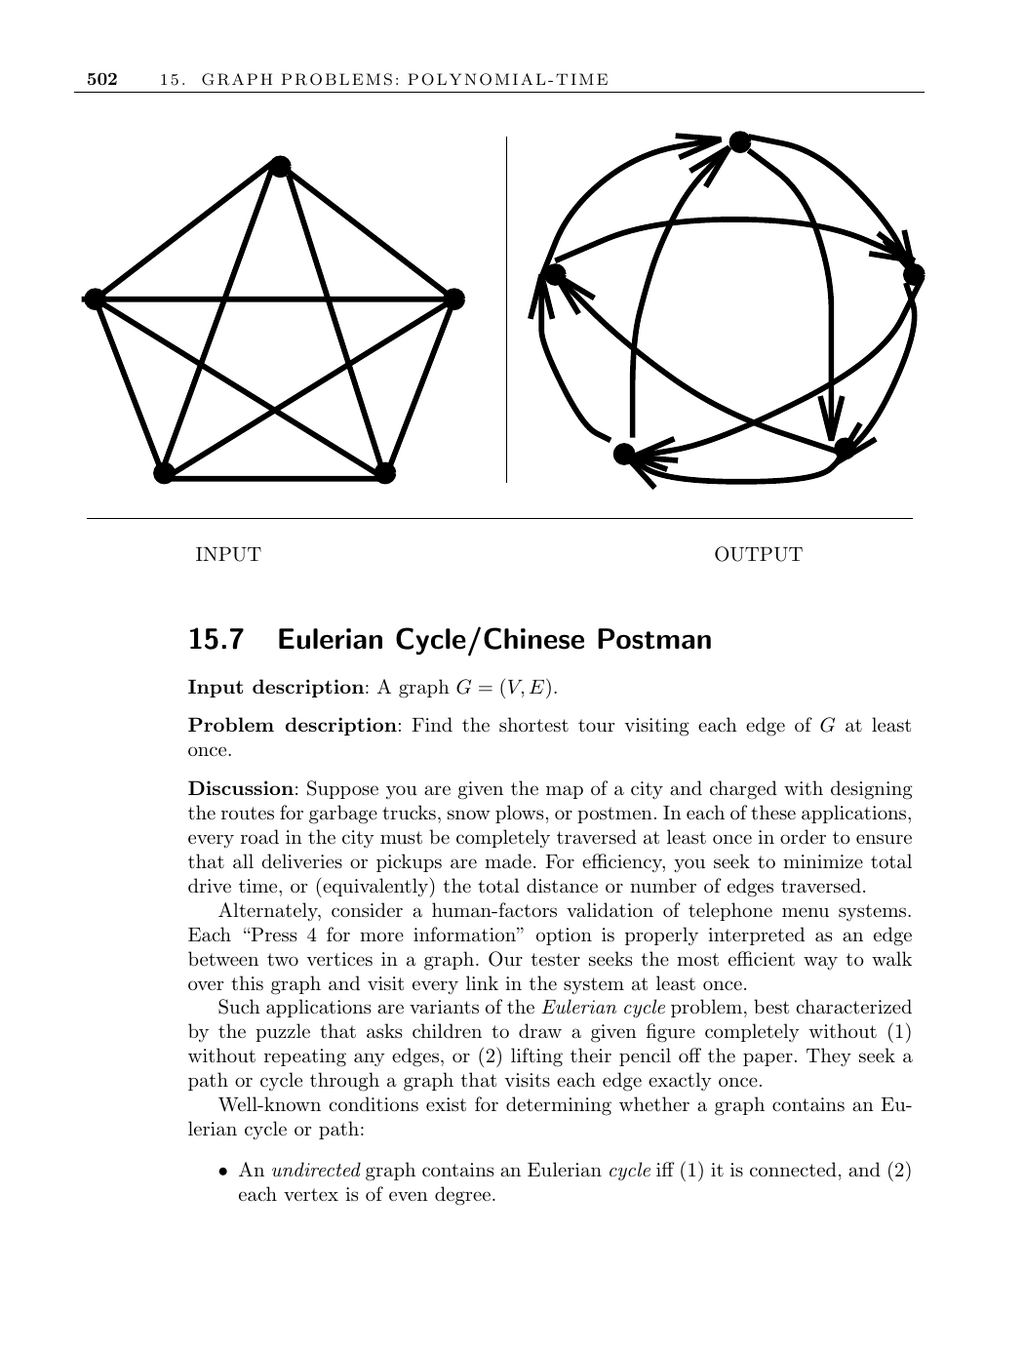 502 15. GRAPH PROBLEMS: POLYNOMIAL-TIME
INPUT OUTPUT
15.7 Eulerian Cycle/Chinese Postman
Input description: A graph G = (V, E).
Problem description: Find the shortest tour visiting each edge of G at least
once.
Discussion: Suppose you are given the map of a city and charged with designing
the routes for garbage trucks, snow plows, or postmen. In each of these applications,
every road in the city must be completely traversed at least once in order to ensure
that all deliveries or pickups are made. For efficiency, you seek to minimize total
drive time, or (equivalently) the total distance or number of edges traversed.
Alternately, consider a human-factors validation of telephone menu systems.
Each “Press 4 for more information” option is properly interpreted as an edge
between two vertices in a graph. Our tester seeks the most efficient way to walk
over this graph and visit every link in the system at least once.
Such applications are variants of the Eulerian cycle problem, best characterized
by the puzzle that asks children to draw a given figure completely without (1)
without repeating any edges, or (2) lifting their pencil off the paper. They seek a
path or cycle through a graph that visits each edge exactly once.
Well-known conditions exist for determining whether a graph contains an Eu-
lerian cycle or path:
• An undirected graph contains an Eulerian cycle iff (1) it is connected, and (2)
each vertex is of even degree.